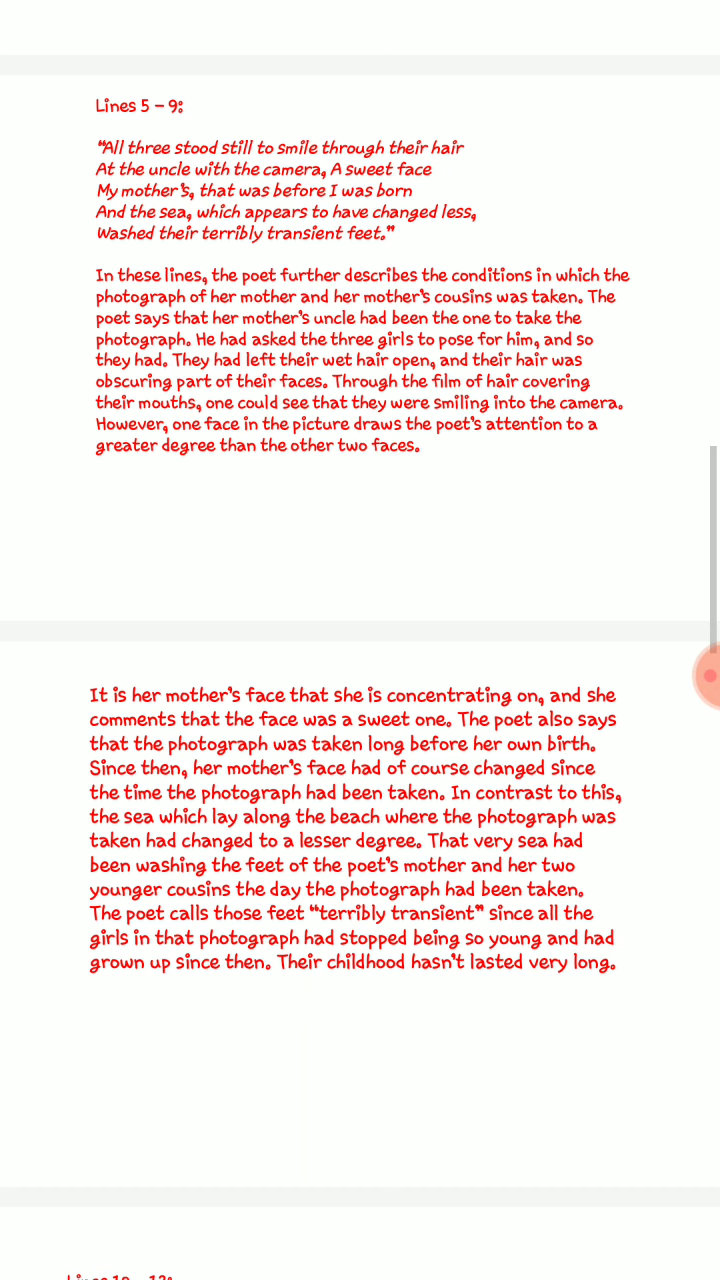 Lines 5 – 9:
"All three stood still to smile through their hair
At the uncle with the camera, A sweet face
My mother's, that was before I was born
And the sea, which appears to have changed less,
Washed their terribly transient feet."
In these lines, the poet further describes the conditions in which the
photograph of her mother and her mother's cousins was taken. The
poet says that her mother's uncle had been the one to take the
photograph. He had asked the three girls to pose for him, and so
they had. They had left their wet hair open, and their hair was
obscuring part of their faces. Through the film of hair covering
their mouths, one could see that they were smiling into the camera.
However, one face in the picture draws the poet's attention to a
greater degree than the other two faces.
It is her mother's face that she is concentrating on, and she
comments that the face was a sweet one. The poet also says
that the photograph was taken long before her own birth.
Since then, her mother's face had of course changed since
the time the photograph had been taken. In contrast to this,
the sea which lay along the beach where the photograph was
taken had changed to a lesser degree. That very sea had
been washing the feet of the poet's mother and her two
younger cousins the day the photograph had been taken.
The poet calls those feet "terribly transient" since all the
girls in that photograph had stopped being so young and had
grown up since then. Their childhood hasn't lasted very long.